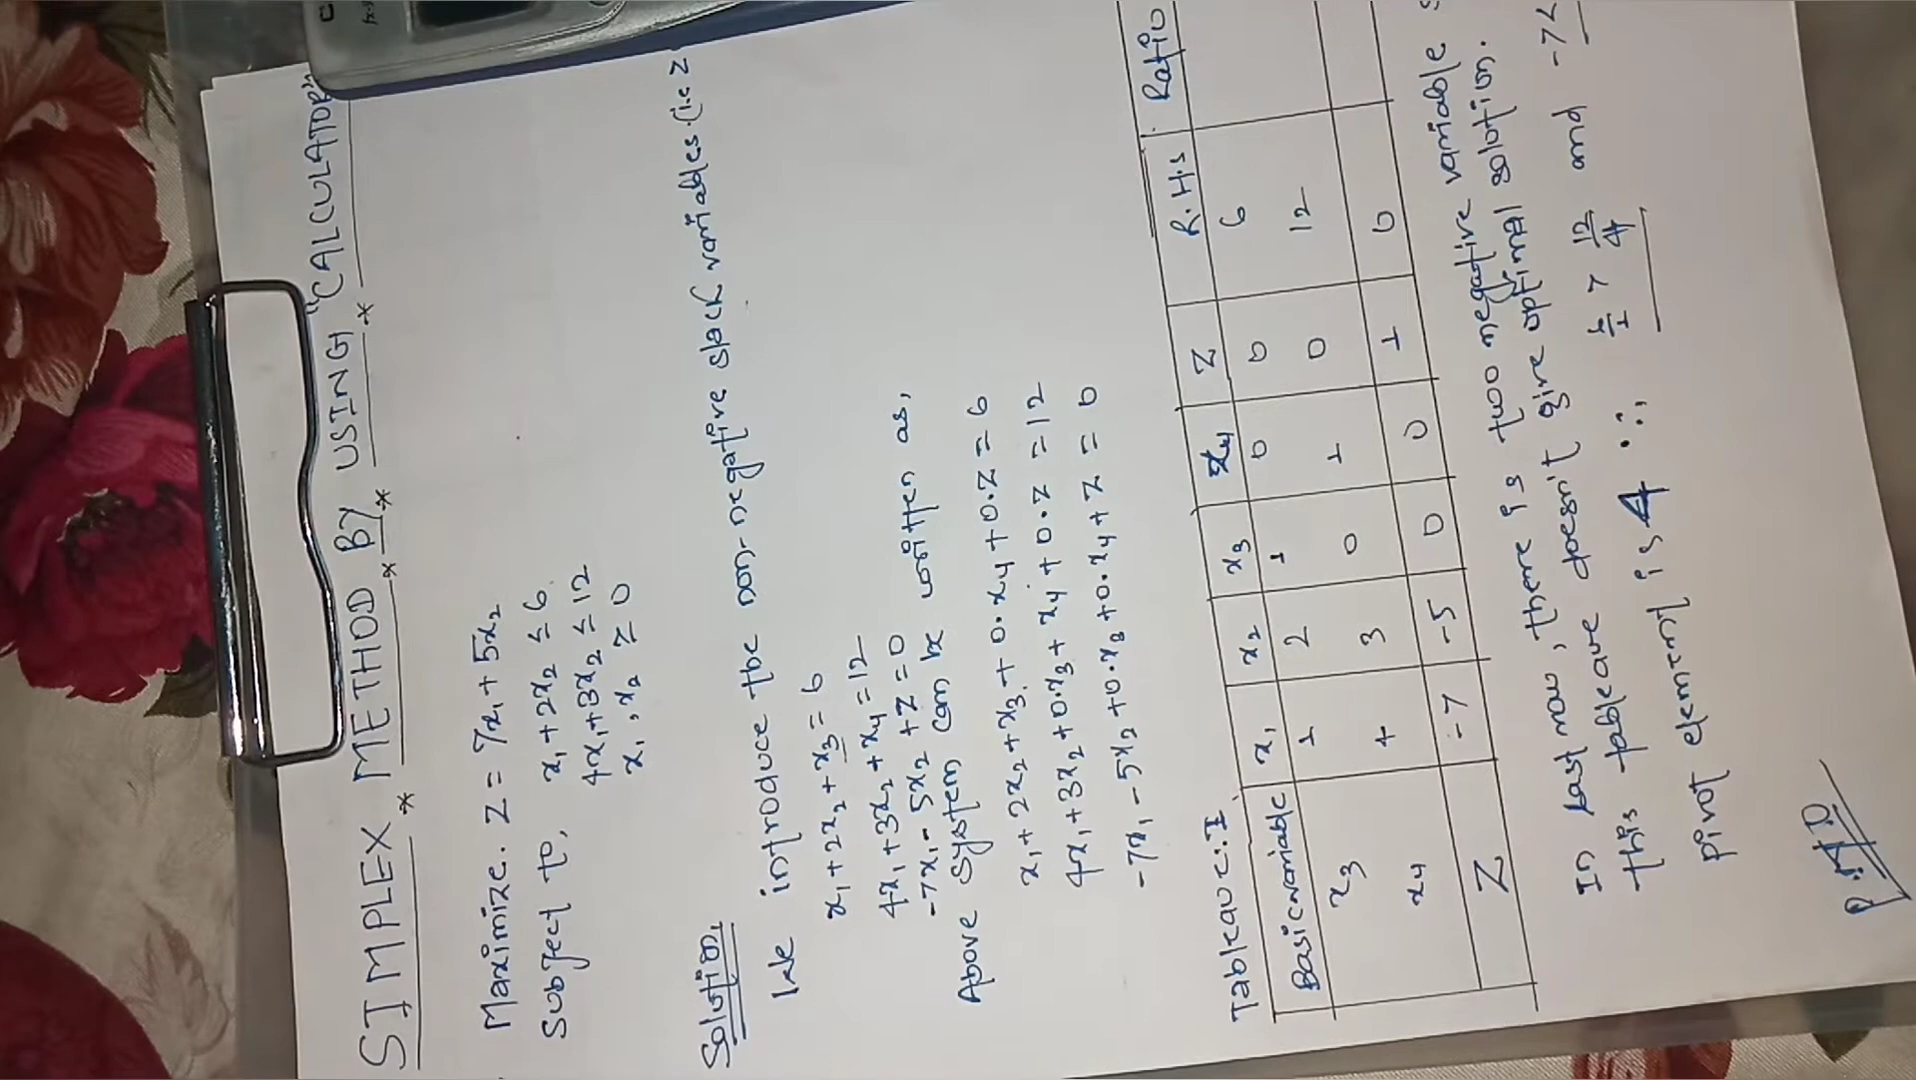 SIMPLEX METHOD BY USING "CALCULATOR"
Maximize. Z = 7x₁ + 5x₂
Subject to, x₁ + 2x₂ ≤ 6
4x₁ + 3x₂ ≤ 12
x₁, x₂ ≥ 0
Solution,
We introduce the non-negative slack variables. (i.e z
x₁ + 2x₂ + x₃ = 6
4x₁ + 3x₂ + x₄ = 12
-7x₁ - 5x₂ + Z = 0
Above system can be written as,
x₁ + 2x₂ + x₃ + 0.x₄ + 0.Z = 6
4x₁ + 3x₂ + 0.x₃ + x₄ + 0.Z = 12
-7x₁ - 5x₂ + 0.x₃ + 0.x₄ + Z = 0
Tableauc: I
Basic variable x₁ x₂ x₃ x₄ Z R.H.S Ratio
x₃ 1 2 1 0 0 6
x₄ 4 3 0 1 0 12
Z -7 -5 0 0 1 0
In last row, there is two negative variable s
this tableaue doesn't give optimal solution.
pivot element is 4 ∵ 6/1 > 12/4 and -7<
P.T.O